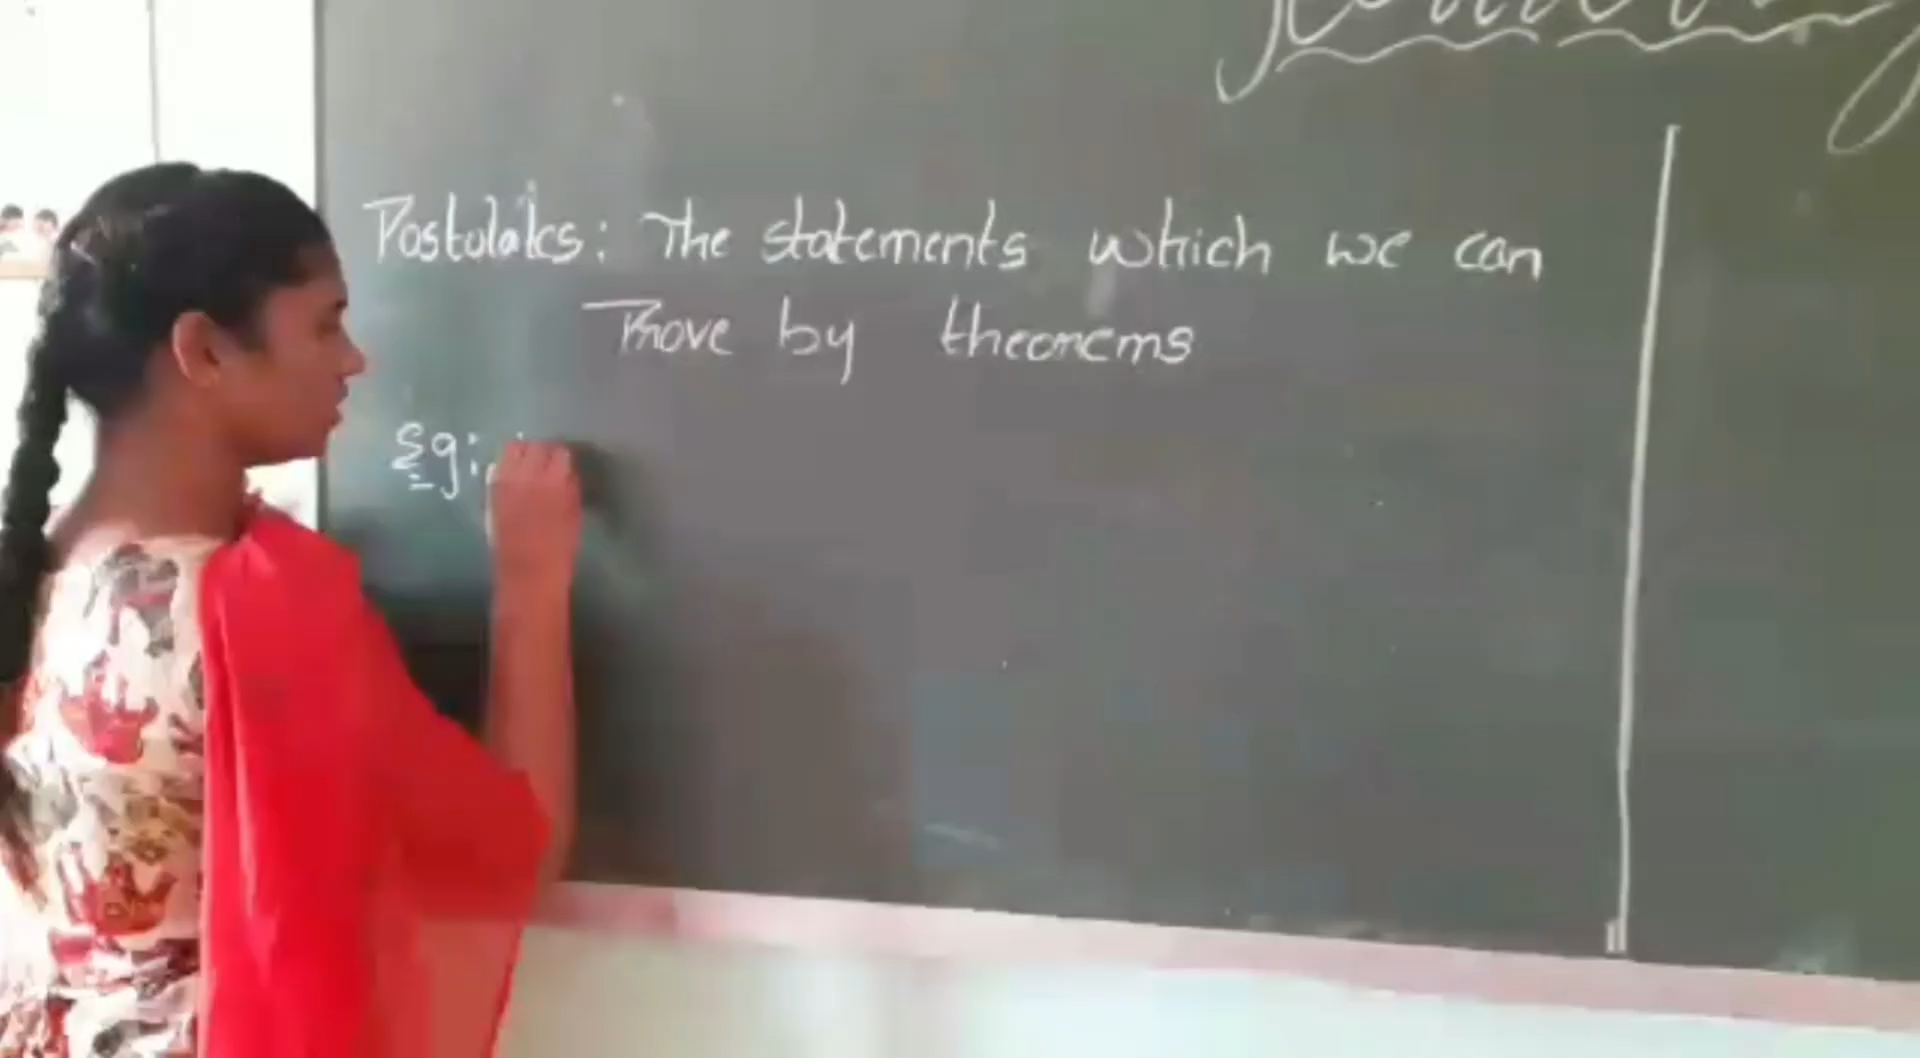 Postulates: The statements which we can
Prove by theorems
Eg: